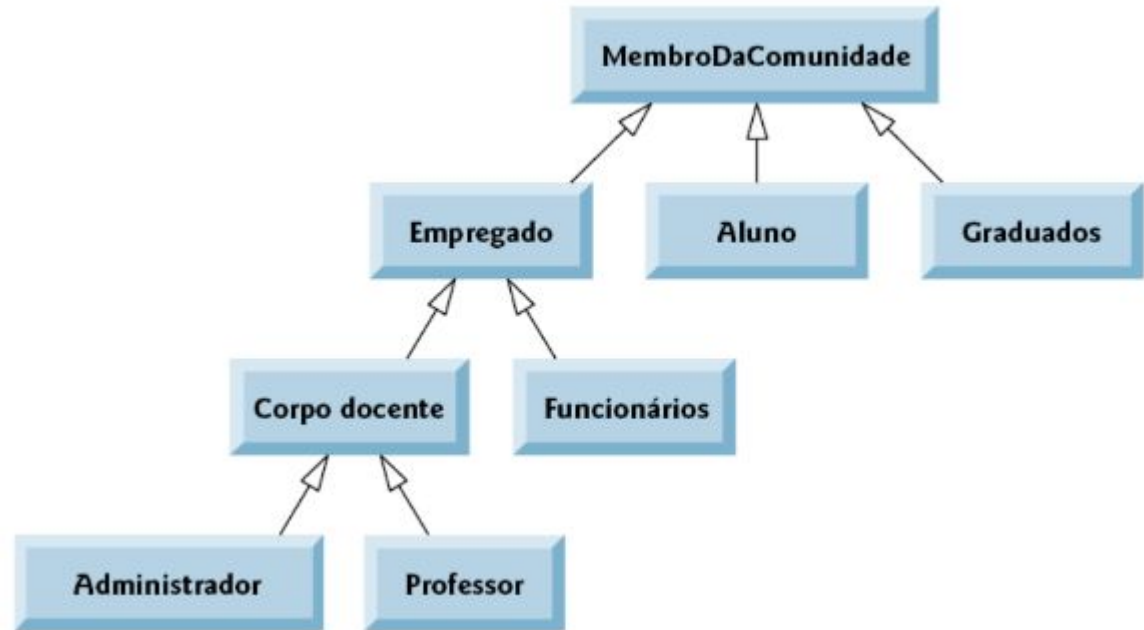 MembroDaComunidade
Empregado
Aluno
Graduados
Corpo docente
Funcionários
Administrador
Professor